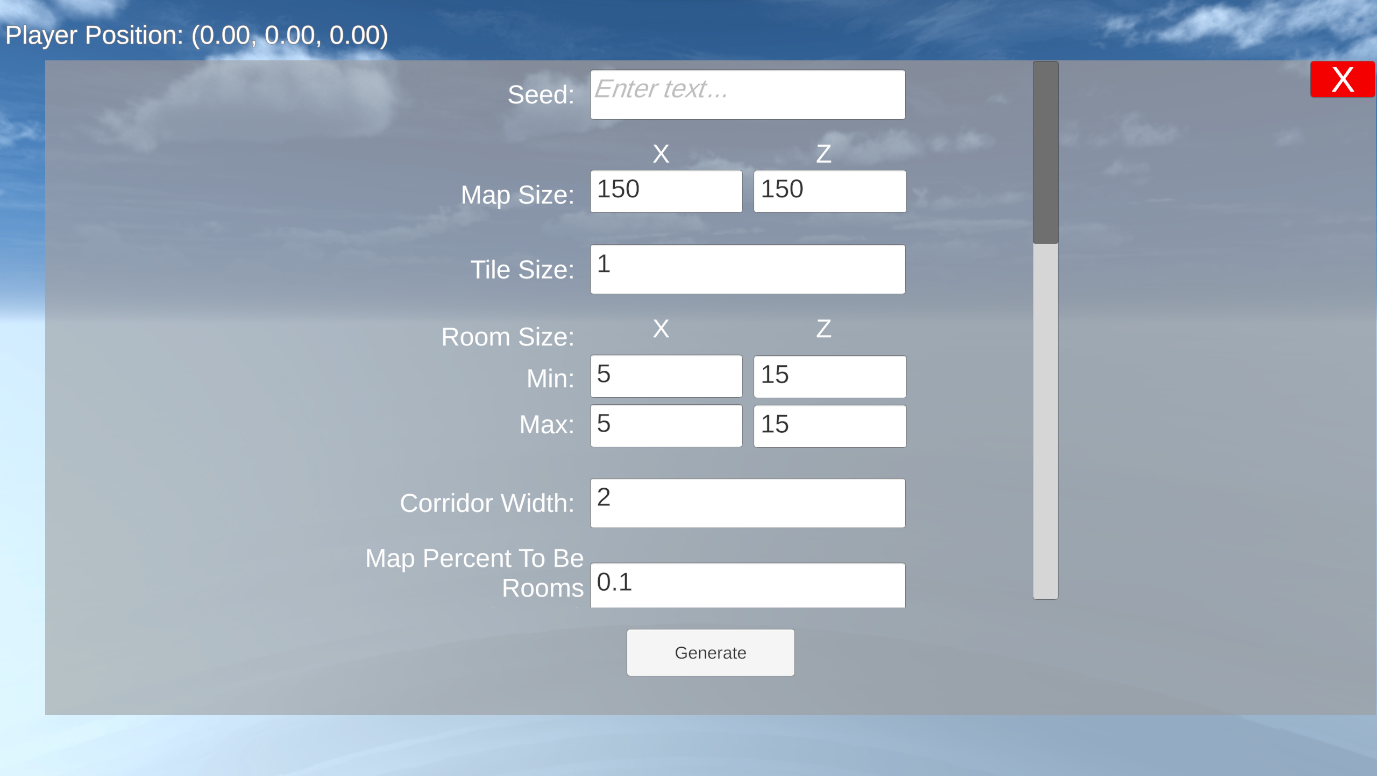 Player Position: (0.00, 0.00, 0.00)
X
Seed: Enter text...
X Z
Map Size: 150 150
Tile Size: 1
Room Size: X Z
Min: 5 15
Max: 5 15
Corridor Width: 2
Map Percent To Be
Rooms 0.1
Generate